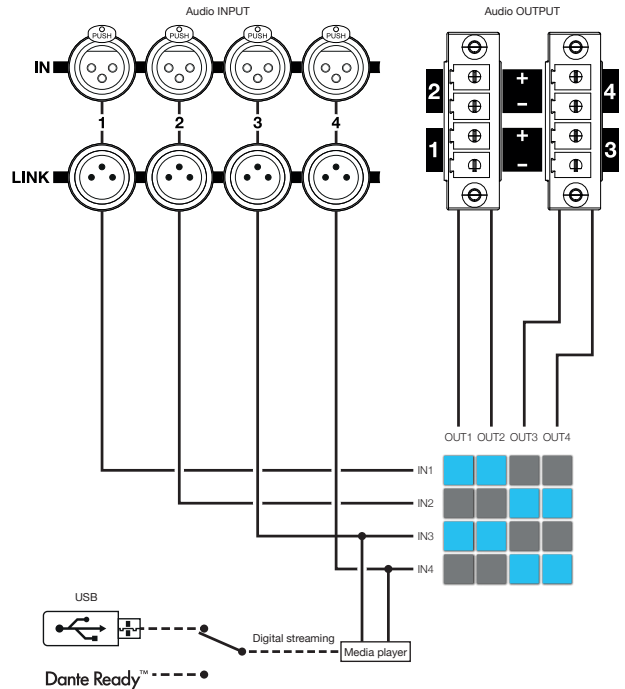 Audio INPUT
Audio OUTPUT
PUSH PUSH PUSH PUSH
IN
2 + 4
−
1 2 3 4
1 + 3
−
LINK
OUT1 OUT2 OUT3 OUT4
IN1
IN2
IN3
IN4
USB
Digital streaming
Media player
Dante Ready™